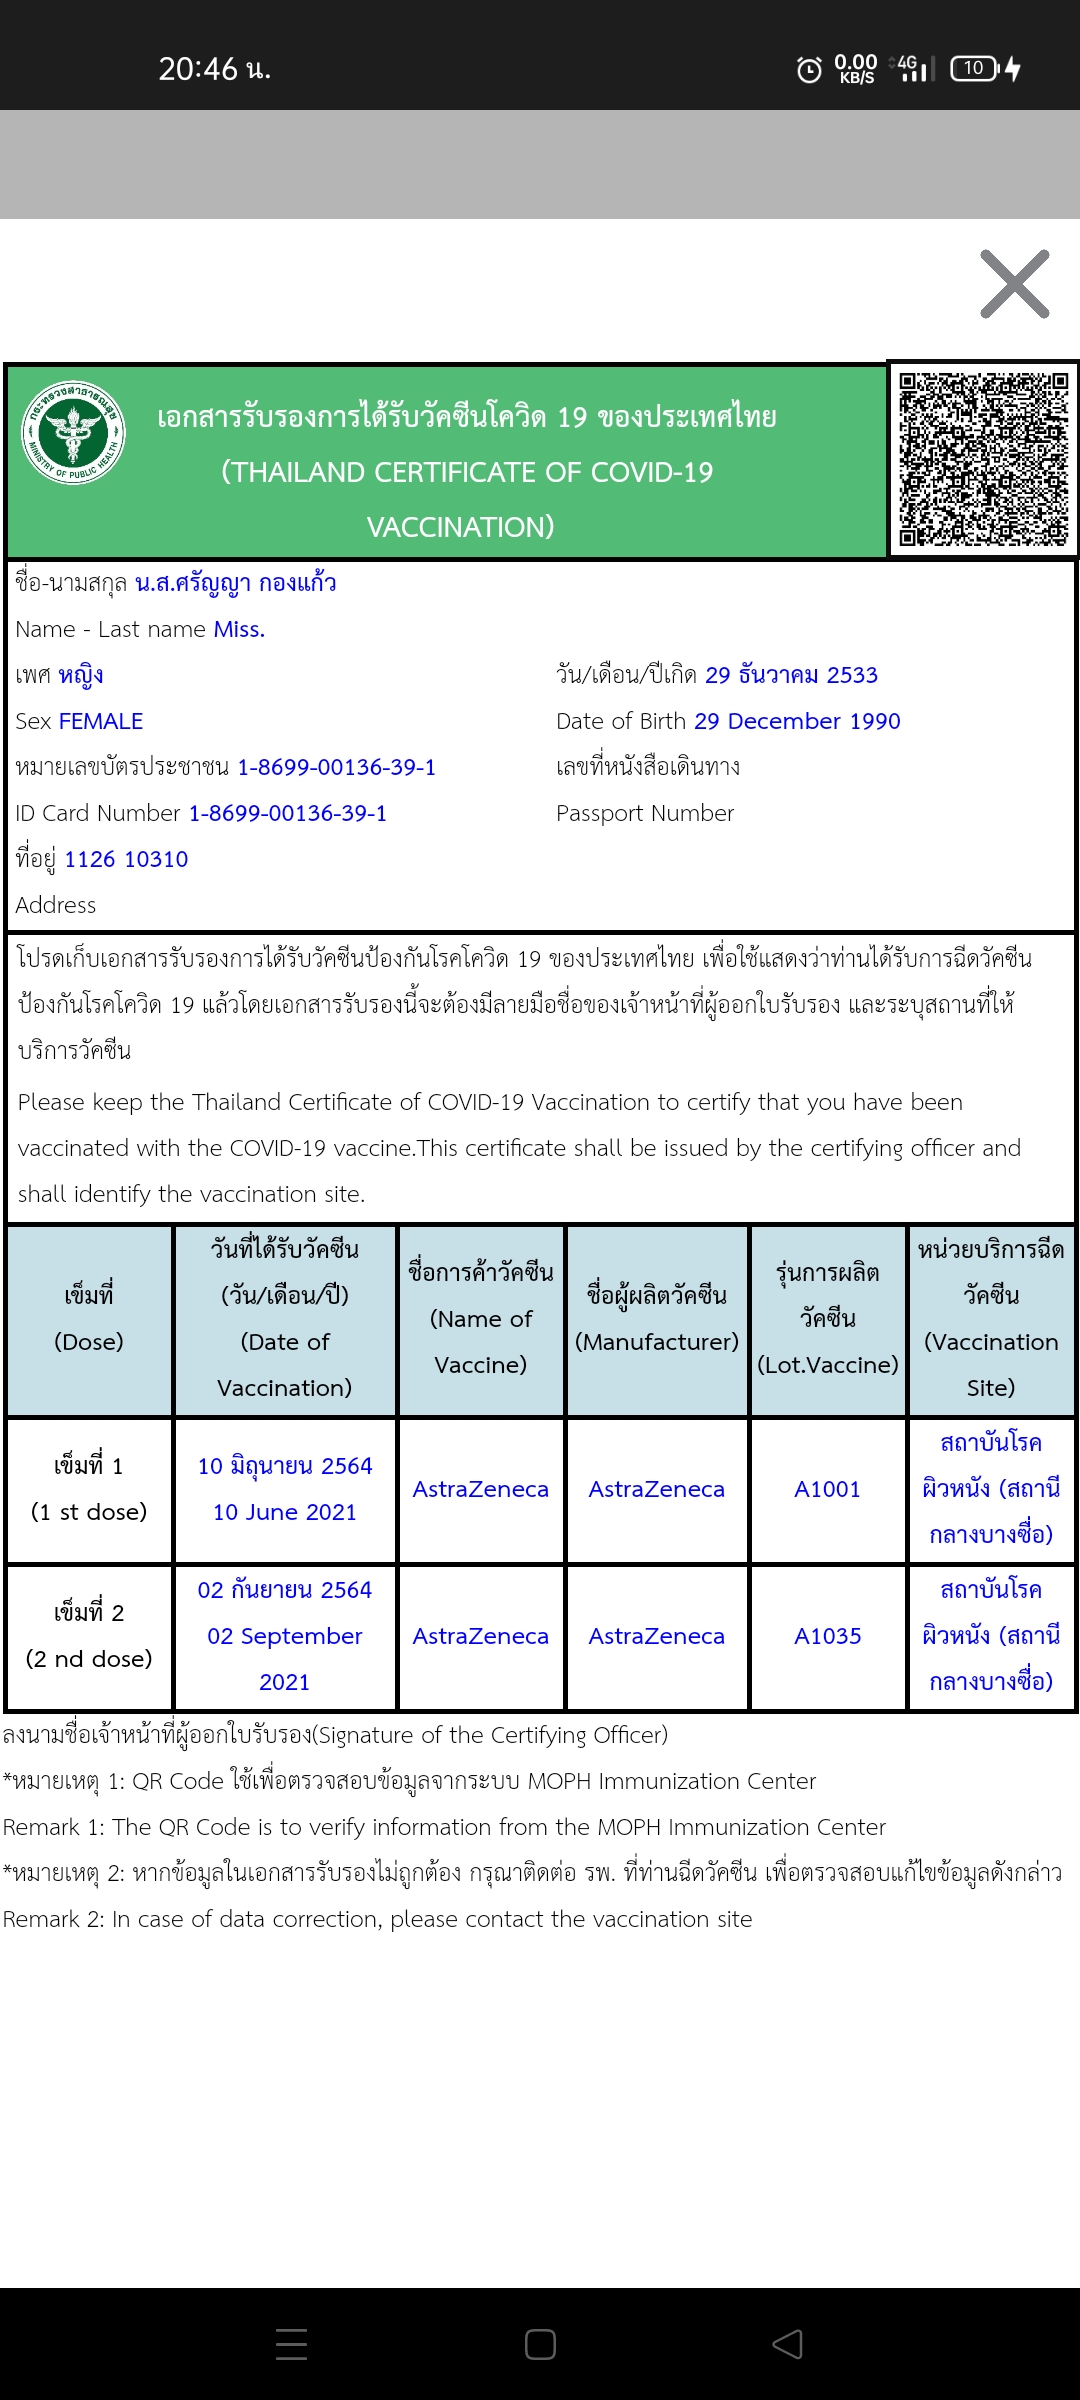 20:46 น.
0.00 KB/S 4G 10
กระทรวงสาธารณสุข
MINISTRY OF PUBLIC HEALTH
เอกสารรับรองการได้รับวัคซีนโควิด 19 ของประเทศไทย
(THAILAND CERTIFICATE OF COVID-19
VACCINATION)
ชื่อ-นามสกุล น.ส.ศรัญญา กองแก้ว
Name - Last name Miss.
เพศ หญิง วัน/เดือน/ปีเกิด 29 ธันวาคม 2533
Sex FEMALE Date of Birth 29 December 1990
หมายเลขบัตรประชาชน 1-8699-00136-39-1 เลขที่หนังสือเดินทาง
ID Card Number 1-8699-00136-39-1 Passport Number
ที่อยู่ 1126 10310
Address
โปรดเก็บเอกสารรับรองการได้รับวัคซีนป้องกันโรคโควิด 19 ของประเทศไทย เพื่อใช้แสดงว่าท่านได้รับการฉีดวัคซีน
ป้องกันโรคโควิด 19 แล้วโดยเอกสารรับรองนี้จะต้องมีลายมือชื่อของเจ้าหน้าที่ผู้ออกใบรับรอง และระบุสถานที่ให้
บริการวัคซีน
Please keep the Thailand Certificate of COVID-19 Vaccination to certify that you have been
vaccinated with the COVID-19 vaccine.This certificate shall be issued by the certifying officer and
shall identify the vaccination site.
เข็มที่
(Dose)
วันที่ได้รับวัคซีน
(วัน/เดือน/ปี)
(Date of
Vaccination)
ชื่อการค้าวัคซีน
(Name of
Vaccine)
ชื่อผู้ผลิตวัคซีน
(Manufacturer)
รุ่นการผลิต
วัคซีน
(Lot.Vaccine)
หน่วยบริการฉีด
วัคซีน
(Vaccination
Site)
เข็มที่ 1
(1 st dose)
10 มิถุนายน 2564
10 June 2021
AstraZeneca
AstraZeneca
A1001
สถาบันโรค
ผิวหนัง (สถานี
กลางบางซื่อ)
เข็มที่ 2
(2 nd dose)
02 กันยายน 2564
02 September
2021
AstraZeneca
AstraZeneca
A1035
สถาบันโรค
ผิวหนัง (สถานี
กลางบางซื่อ)
ลงนามชื่อเจ้าหน้าที่ผู้ออกใบรับรอง(Signature of the Certifying Officer)
*หมายเหตุ 1: QR Code ใช้เพื่อตรวจสอบข้อมูลจากระบบ MOPH Immunization Center
Remark 1: The QR Code is to verify information from the MOPH Immunization Center
*หมายเหตุ 2: หากข้อมูลในเอกสารรับรองไม่ถูกต้อง กรุณาติดต่อ รพ. ที่ท่านฉีดวัคซีน เพื่อตรวจสอบแก้ไขข้อมูลดังกล่าว
Remark 2: In case of data correction, please contact the vaccination site